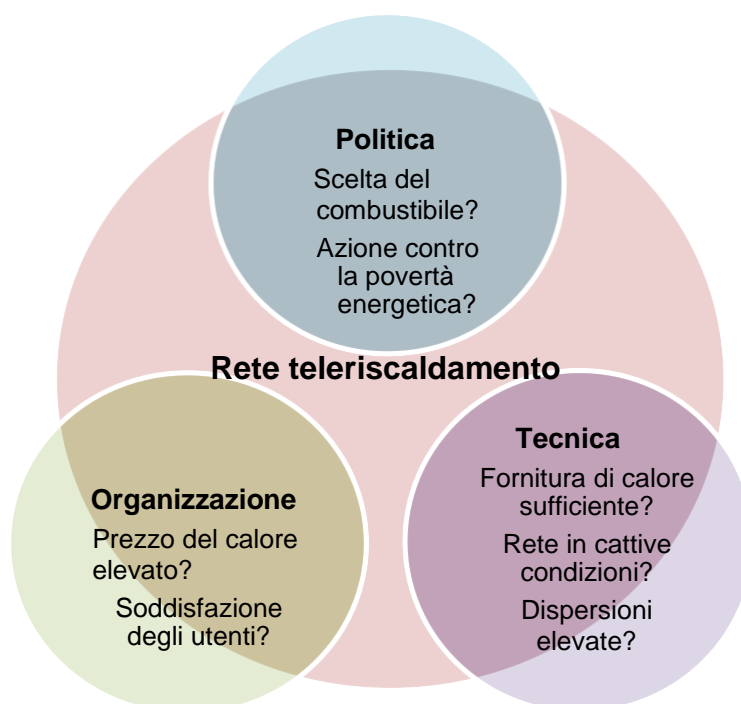 Politica
Scelta del
combustibile?
Azione contro
la povertà
energetica?
Rete teleriscaldamento
Organizzazione
Prezzo del calore
elevato?
Soddisfazione
degli utenti?
Tecnica
Fornitura di calore
sufficiente?
Rete in cattive
condizioni?
Dispersioni
elevate?